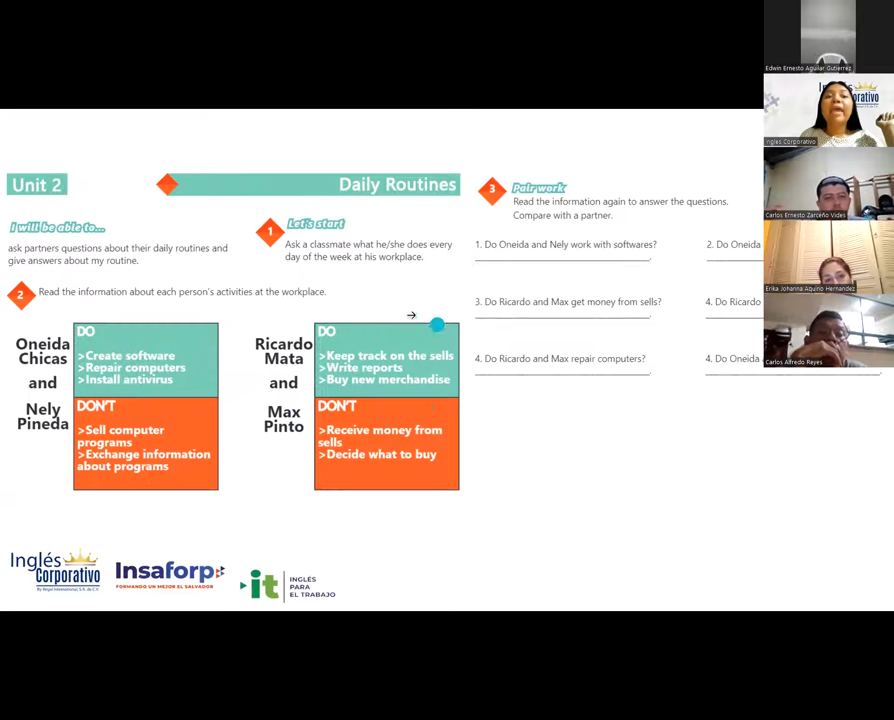 Unit 2
Daily Routines
I will be able to...
ask partners questions about their daily routines and
give answers about my routine.
1
Let's start
Ask a classmate what he/she does every
day of the week at his workplace.
2
Read the information about each person's activities at the workplace.
Oneida
Chicas
and
Nely
Pineda
DO
>Create software
>Repair computers
>Install antivirus
DON'T
>Sell computer
programs
>Exchange information
about programs
Ricardo
Mata
and
Max
Pinto
DO
>Keep track on the sells
>Write reports
>Buy new merchandise
DON'T
>Receive money from
sells
>Decide what to buy
3
Pair work
Read the information again to answer the questions.
Compare with a partner.
1. Do Oneida and Nely work with softwares?
2. Do Oneida
3. Do Ricardo and Max get money from sells?
4. Do Ricardo
4. Do Ricardo and Max repair computers?
4. Do Oneida
Inglés
Corporativo
By Regal International, S.A. de C.V.
Insaforp
FORMANDO UN MEJOR EL SALVADOR
it
INGLÉS
PARA
EL TRABAJO
Edwin Ernesto Aguilar Gutierrez
Ingles Corporativo
Carlos Ernesto Zarceño Vides
Erika Johanna Aquino Hernandez
Carlos Alfredo Reyes